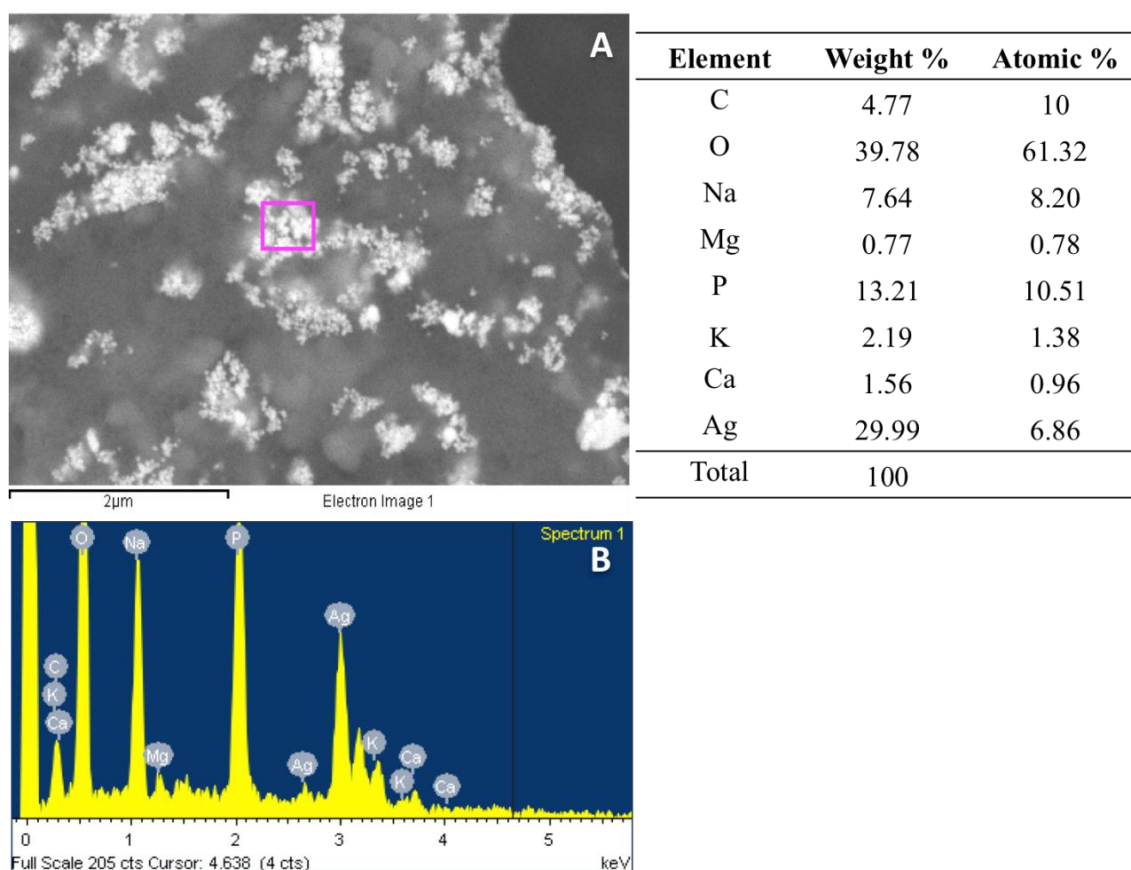 A
2µm
Electron Image 1
Element Weight % Atomic %
C 4.77 10
O 39.78 61.32
Na 7.64 8.20
Mg 0.77 0.78
P 13.21 10.51
K 2.19 1.38
Ca 1.56 0.96
Ag 29.99 6.86
Total 100
Spectrum 1
B
O
Na
P
Ag
C
K
Ca
Mg
Ag
K
Ca
K
Ca
0 1 2 3 4 5
Full Scale 205 cts Cursor: 4.638 (4 cts) keV